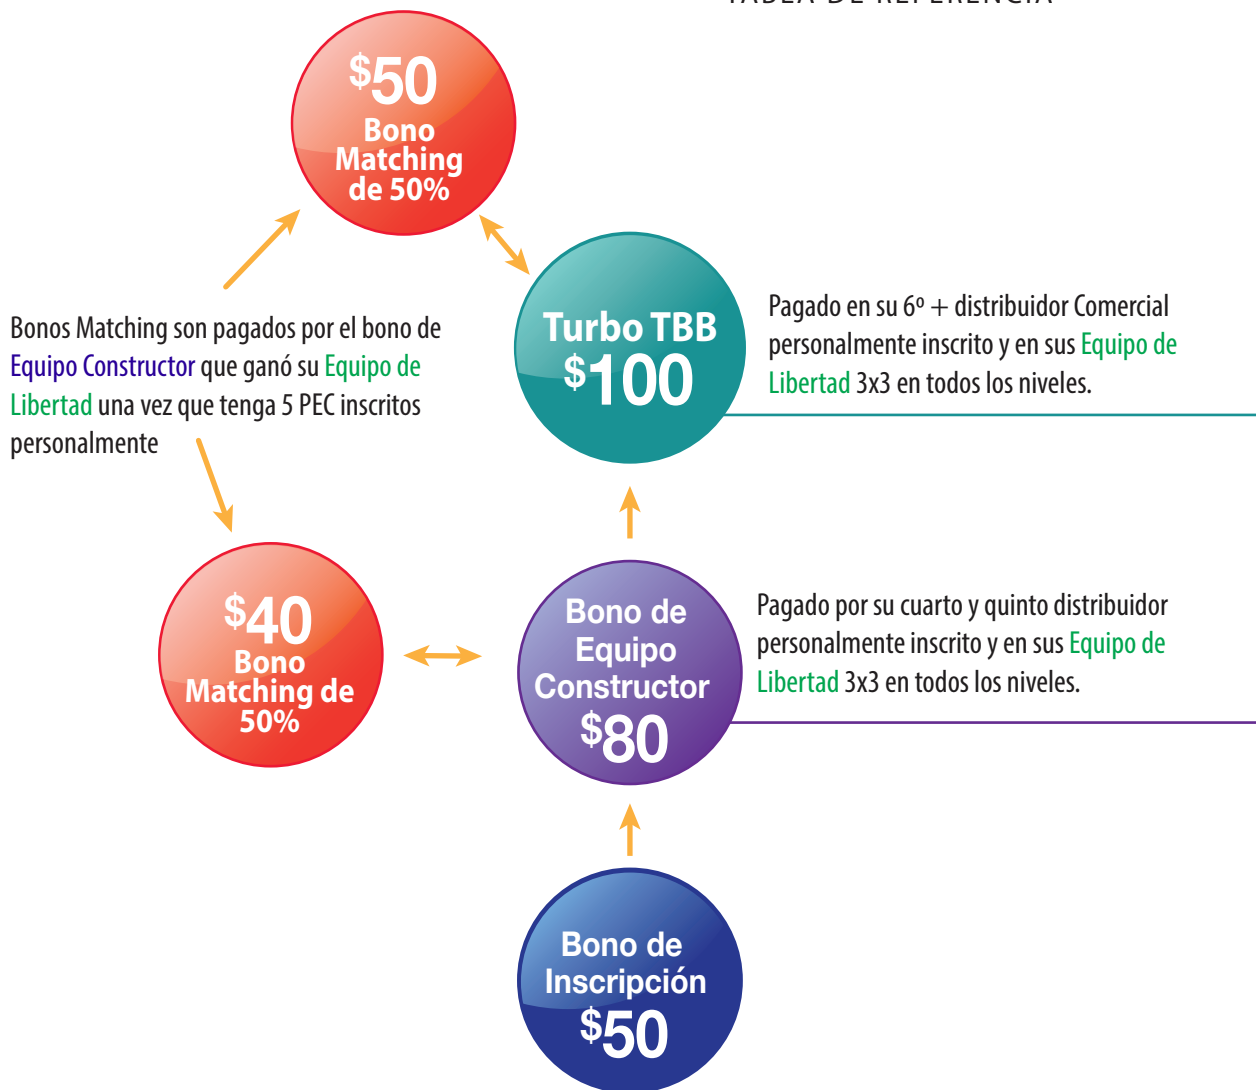 TABLA DE REFERENCIA
$50
Bono
Matching
de 50%
Turbo TBB
$100
Pagado en su 6º + distribuidor Comercial
personalmente inscrito y en sus Equipo de
Libertad 3x3 en todos los niveles.
Bonos Matching son pagados por el bono de
Equipo Constructor que ganó su Equipo de
Libertad una vez que tenga 5 PEC inscritos
personalmente
$40
Bono
Matching de
50%
Bono de
Equipo
Constructor
$80
Pagado por su cuarto y quinto distribuidor
personalmente inscrito y en sus Equipo de
Libertad 3x3 en todos los niveles.
Bono de
Inscripción
$50